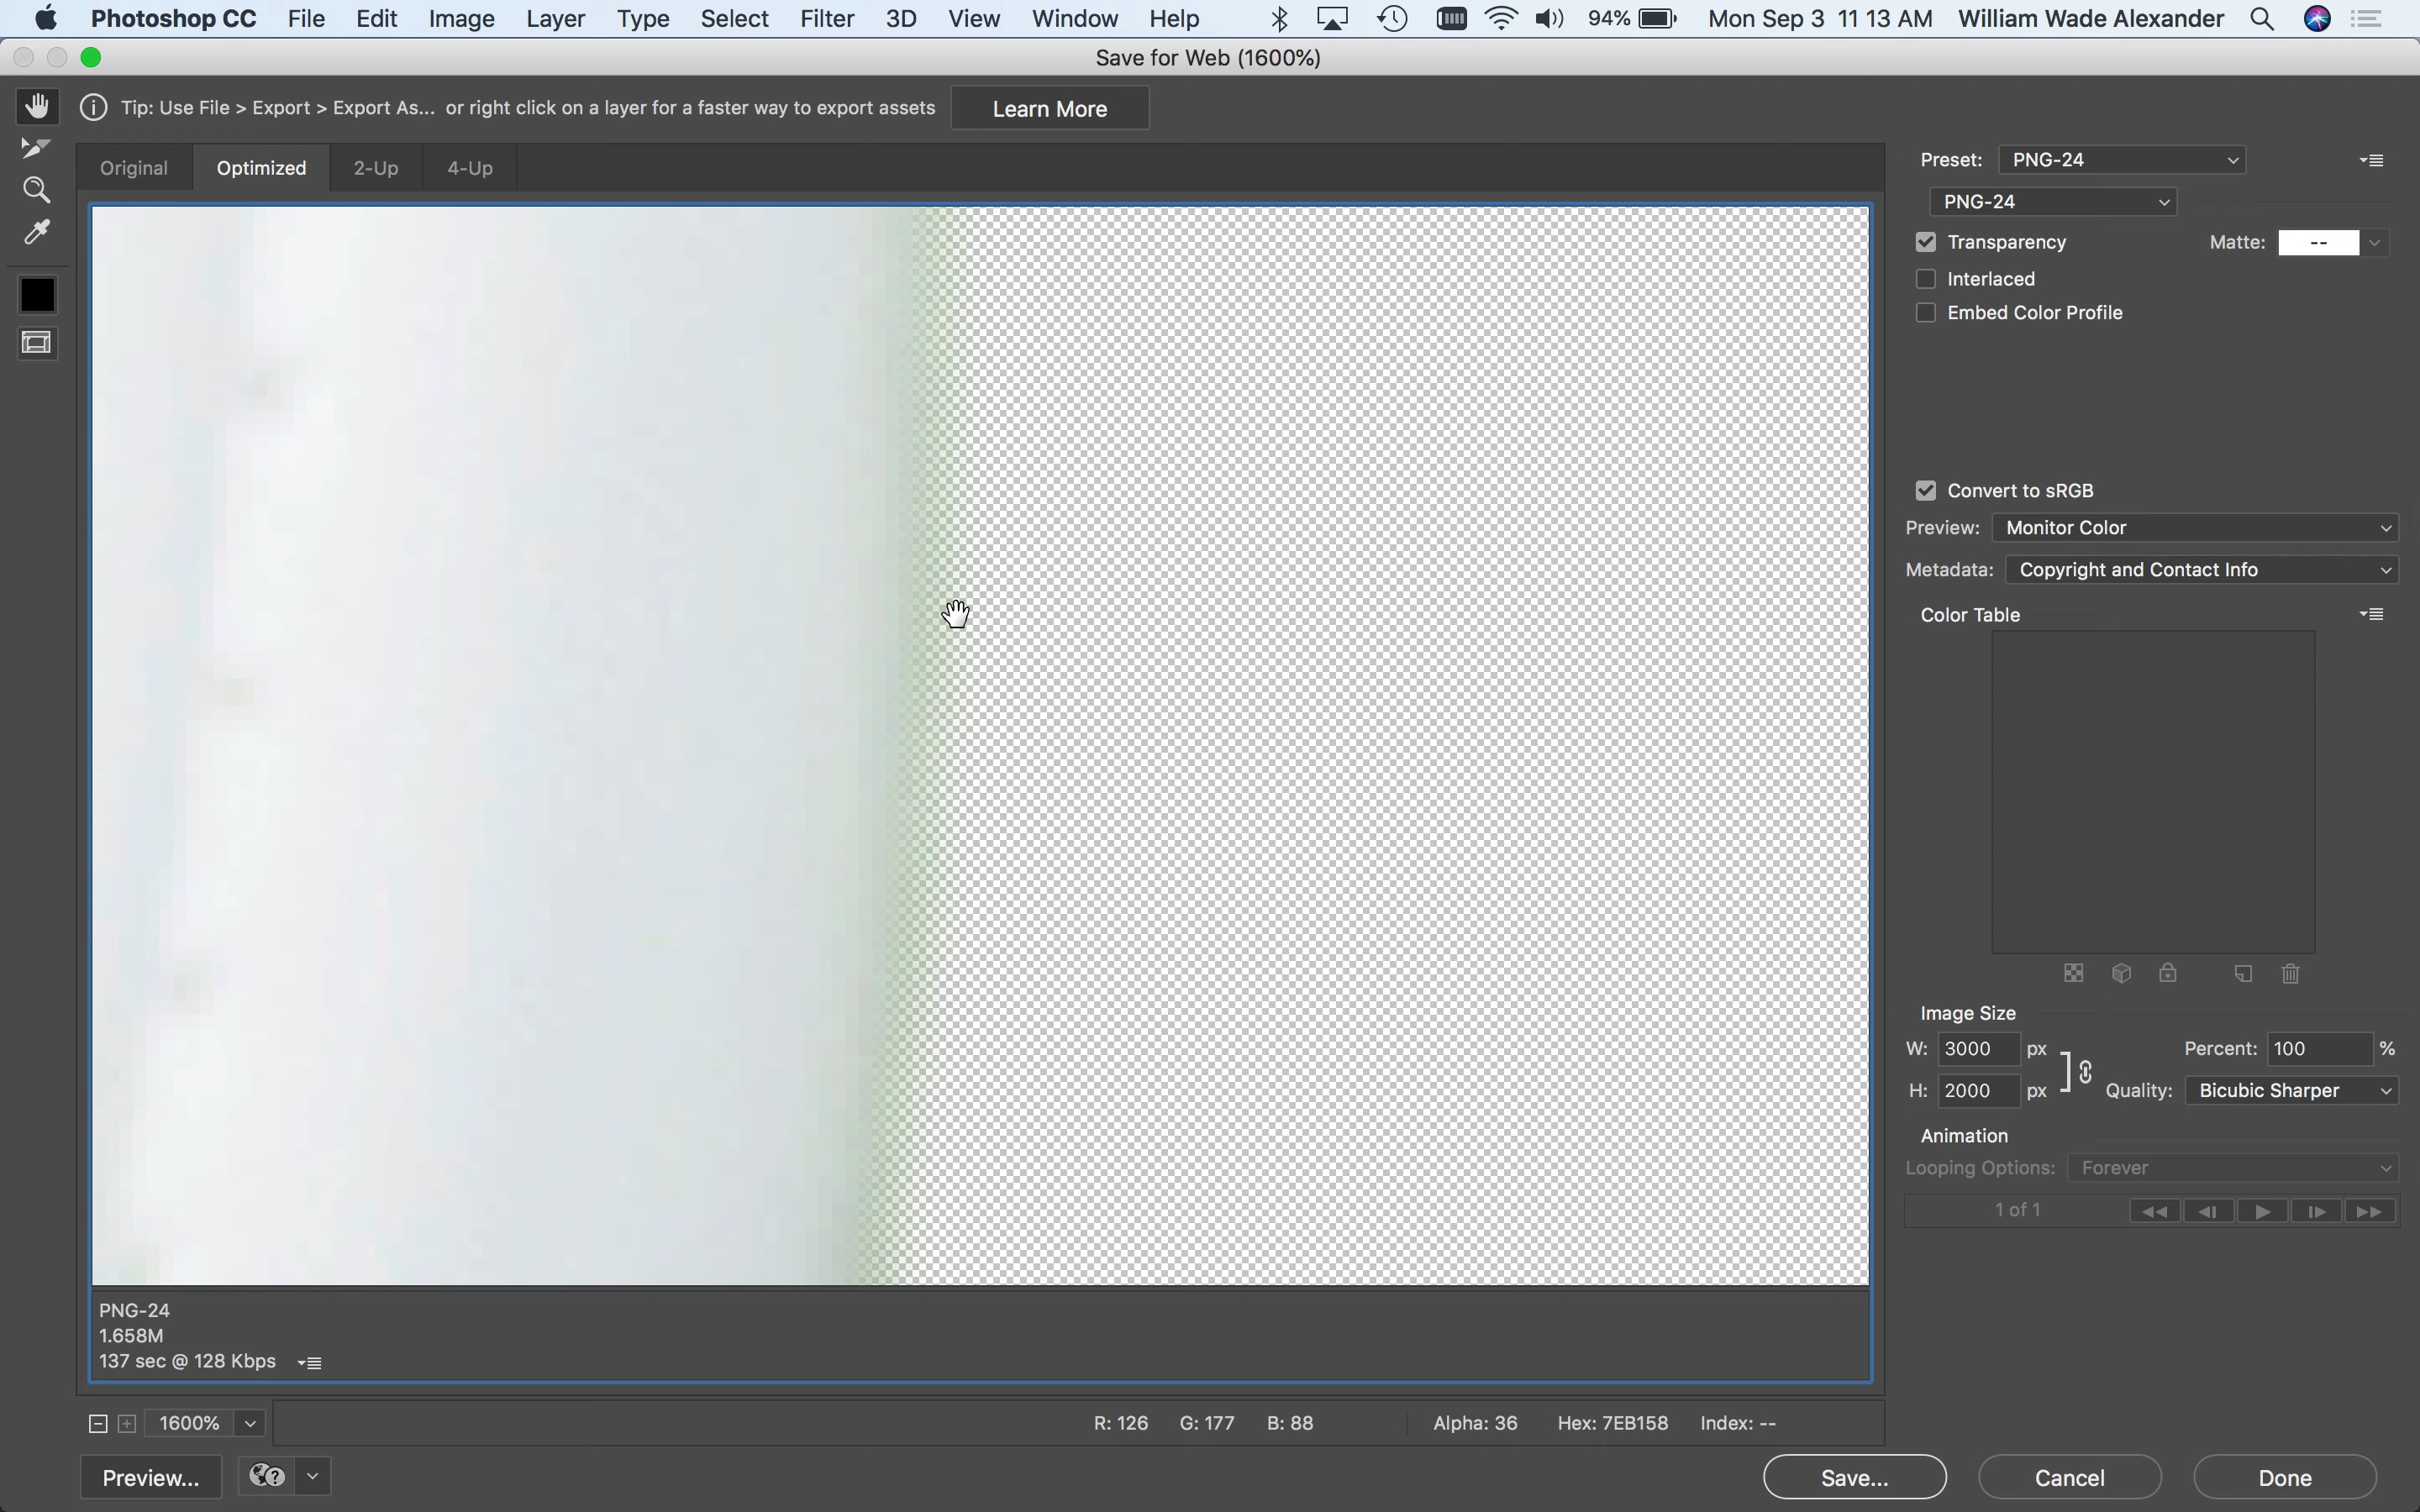 Photoshop CC File Edit Image Layer Type Select Filter 3D View Window Help 94% Mon Sep 3 11 13 AM William Wade Alexander
Save for Web (1600%)
Tip: Use File > Export > Export As... or right click on a layer for a faster way to export assets Learn More
Original Optimized 2-Up 4-Up
Preset: PNG-24
PNG-24
Transparency Matte: --
Interlaced
Embed Color Profile
Convert to sRGB
Preview: Monitor Color
Metadata: Copyright and Contact Info
Color Table
Image Size
W: 3000 px Percent: 100 %
H: 2000 px Quality: Bicubic Sharper
Animation
Looping Options: Forever
1 of 1
PNG-24
1.658M
137 sec @ 128 Kbps
1600% R: 126 G: 177 B: 88 Alpha: 36 Hex: 7EB158 Index: --
Preview... ? Save... Cancel Done